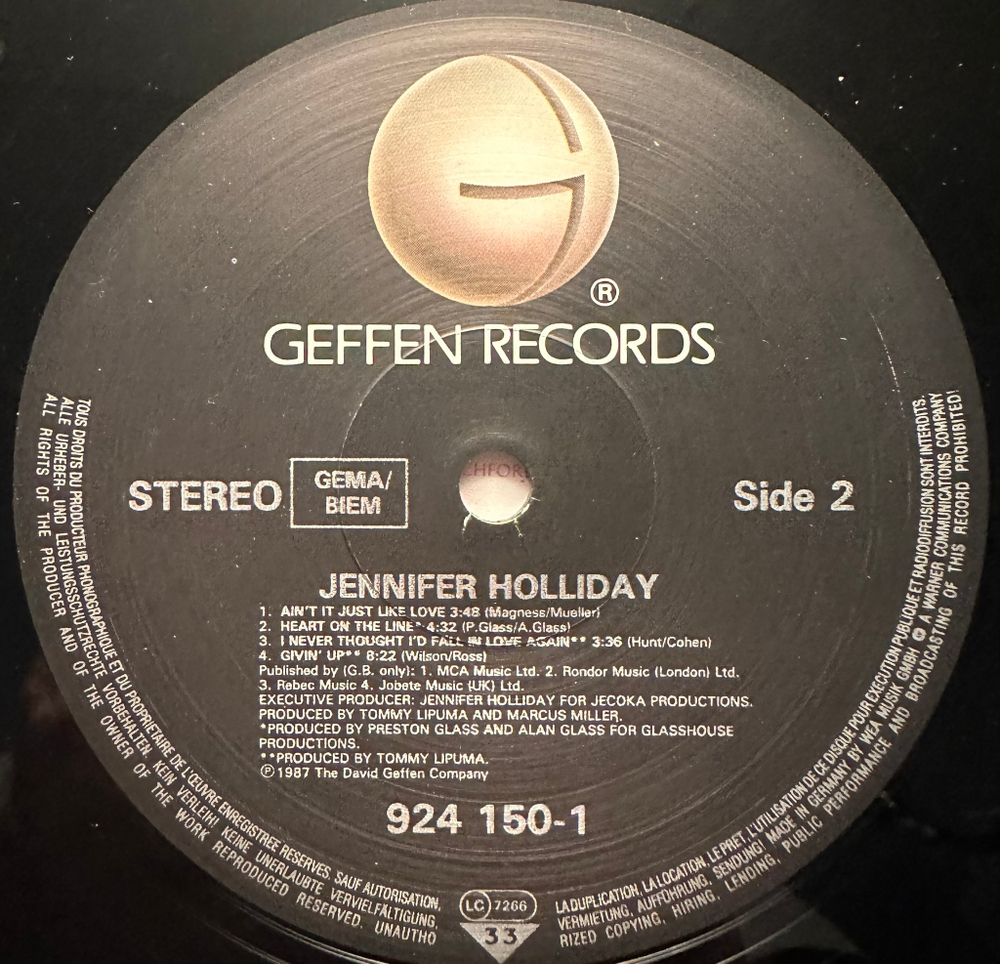 ®
GEFFEN RECORDS
STEREO
GEMA/
BIEM
Side 2
JENNIFER HOLLIDAY
1. AIN'T IT JUST LIKE LOVE 3:48 (Magness/Mueller)
2. HEART ON THE LINE* 4:32 (P.Glass/A.Glass)
3. I NEVER THOUGHT I'D FALL IN LOVE AGAIN** 3:36 (Hunt/Cohen)
4. GIVIN' UP** 8:22 (Wilson/Ross)
Published by (G.B. only): 1. MCA Music Ltd. 2. Rondor Music (London) Ltd.
3. Rebec Music 4. Jobete Music (UK) Ltd.
EXECUTIVE PRODUCER: JENNIFER HOLLIDAY FOR JECOKA PRODUCTIONS.
PRODUCED BY TOMMY LIPUMA AND MARCUS MILLER.
*PRODUCED BY PRESTON GLASS AND ALAN GLASS FOR GLASSHOUSE
PRODUCTIONS.
**PRODUCED BY TOMMY LIPUMA.
℗1987 The David Geffen Company
924 150-1
LC 7266
33
TOUS DROITS DU PRODUCTEUR PHONOGRAPHIQUE ET DU PROPRIETAIRE DE L'ŒUVRE ENREGISTREE RESERVES. SAUF AUTORISATION,
LA DUPLICATION, LA LOCATION, LE PRET, L'UTILISATION DE CE DISQUE POUR EXECUTION PUBLIQUE ET RADIODIFFUSION SONT INTERDITS.
ALLE URHEBER- UND LEISTUNGSSCHUTZRECHTE VORBEHALTEN. KEIN VERLEIH! KEINE UNERLAUBTE VERVIELFÄLTIGUNG,
VERMIETUNG, AUFFÜHRUNG, SENDUNG! MADE IN GERMANY BY WEA MUSIK GMBH A WARNER COMMUNICATIONS COMPANY
ALL RIGHTS OF THE PRODUCER AND OF THE OWNER OF THE WORK REPRODUCED RESERVED. UNAUTHO
RIZED COPYING, HIRING, LENDING, PUBLIC PERFORMANCE AND BROADCASTING OF THIS RECORD PROHIBITED!